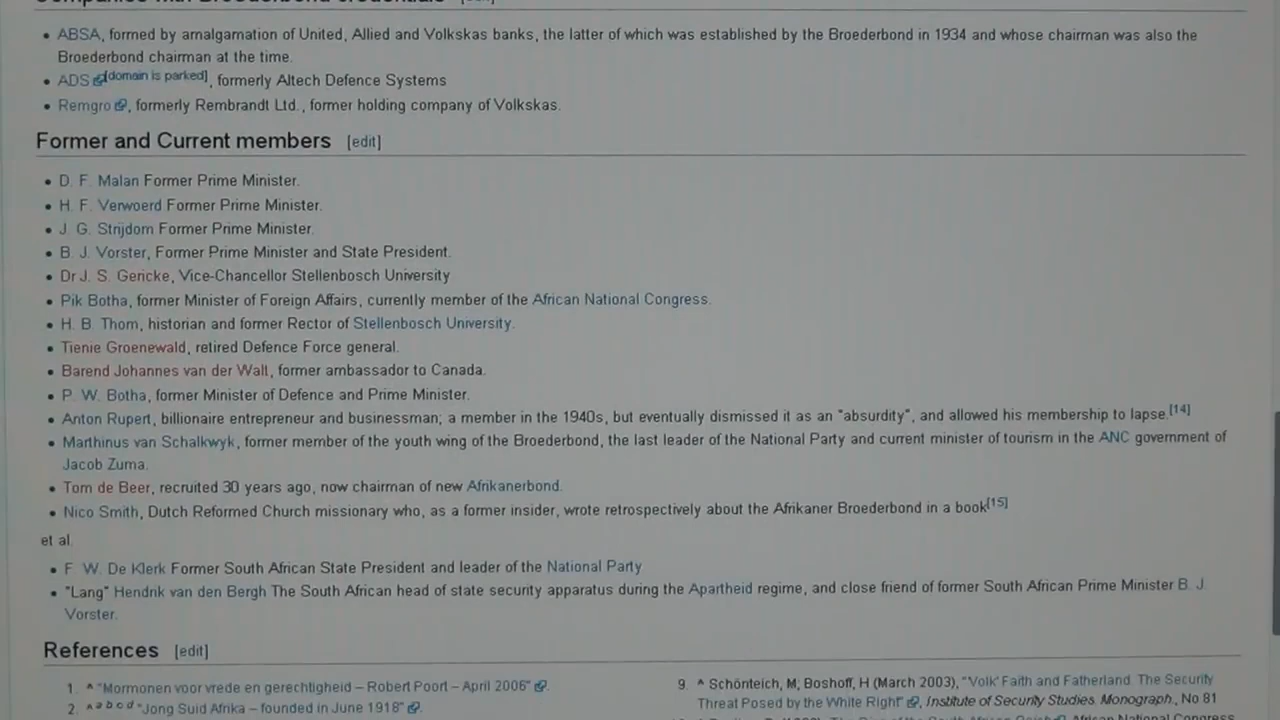 Companies with Broederbond credentials [edit]
• ABSA, formed by amalgamation of United, Allied and Volkskas banks, the latter of which was established by the Broederbond in 1934 and whose chairman was also the
Broederbond chairman at the time.
• ADS [domain is parked], formerly Altech Defence Systems
• Remgro, formerly Rembrandt Ltd., former holding company of Volkskas.
Former and Current members [edit]
• D. F. Malan Former Prime Minister.
• H. F. Verwoerd Former Prime Minister.
• J. G. Strijdom Former Prime Minister.
• B. J. Vorster, Former Prime Minister and State President.
• Dr J. S. Gericke, Vice-Chancellor Stellenbosch University
• Pik Botha, former Minister of Foreign Affairs, currently member of the African National Congress.
• H. B. Thom, historian and former Rector of Stellenbosch University.
• Tienie Groenewald, retired Defence Force general.
• Barend Johannes van der Walt, former ambassador to Canada.
• P. W. Botha, former Minister of Defence and Prime Minister.
• Anton Rupert, billionaire entrepreneur and businessman; a member in the 1940s, but eventually dismissed it as an "absurdity", and allowed his membership to lapse.[14]
• Marthinus van Schalkwyk, former member of the youth wing of the Broederbond, the last leader of the National Party and current minister of tourism in the ANC government of
Jacob Zuma.
• Tom de Beer, recruited 30 years ago, now chairman of new Afrikanerbond.
• Nico Smith, Dutch Reformed Church missionary who, as a former insider, wrote retrospectively about the Afrikaner Broederbond in a book[15]
et al.
• F. W. De Klerk Former South African State President and leader of the National Party
• "Lang" Hendrik van den Bergh The South African head of state security apparatus during the Apartheid regime, and close friend of former South African Prime Minister B. J.
Vorster.
References [edit]
1. ^ "Mormonen voor vrede en gerechtigheid – Robert Poort – April 2006"
2. ^ a b c d "Jong Suid Afrika – founded in June 1918"
9. ^ Schönteich, M; Boshoff, H (March 2003), "'Volk' Faith and Fatherland. The Security
Threat Posed by the White Right", Institute of Security Studies. Monograph., No 81
African National Congress